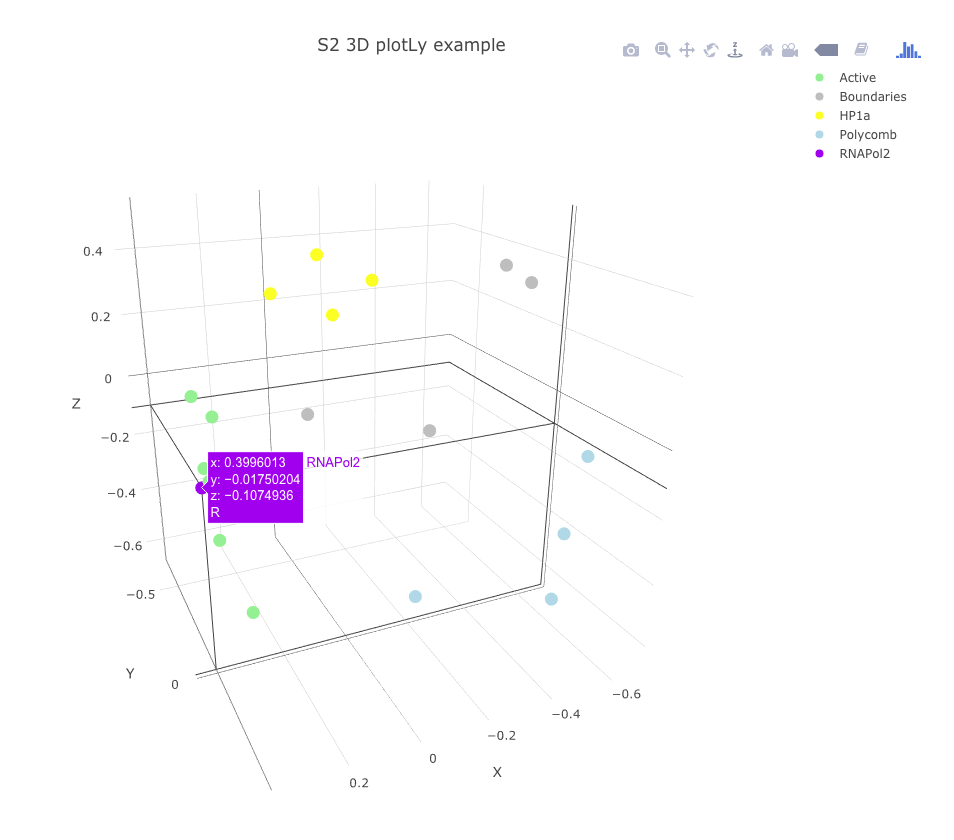 S2 3D plotLy example
Active
Boundaries
HP1a
Polycomb
RNAPol2
0.4
0.2
0
Z
−0.2
−0.4
−0.6
−0.5
Y
0
x: 0.3996013
y: −0.01750204
z: −0.1074936
R
RNAPol2
−0.6
−0.4
−0.2
0
0.2
X